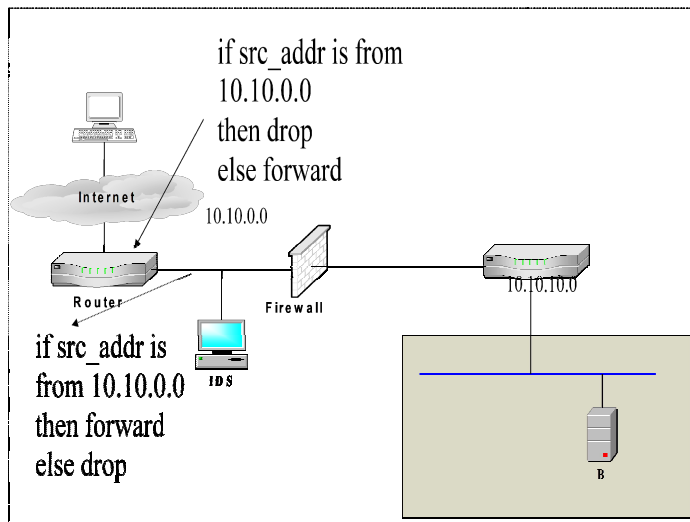 if src_addr is from
10.10.0.0
then drop
else forward
Internet
10.10.0.0
Router
Firewall
10.10.10.0
if src_addr is
from 10.10.0.0
then forward
else drop
IDS
B